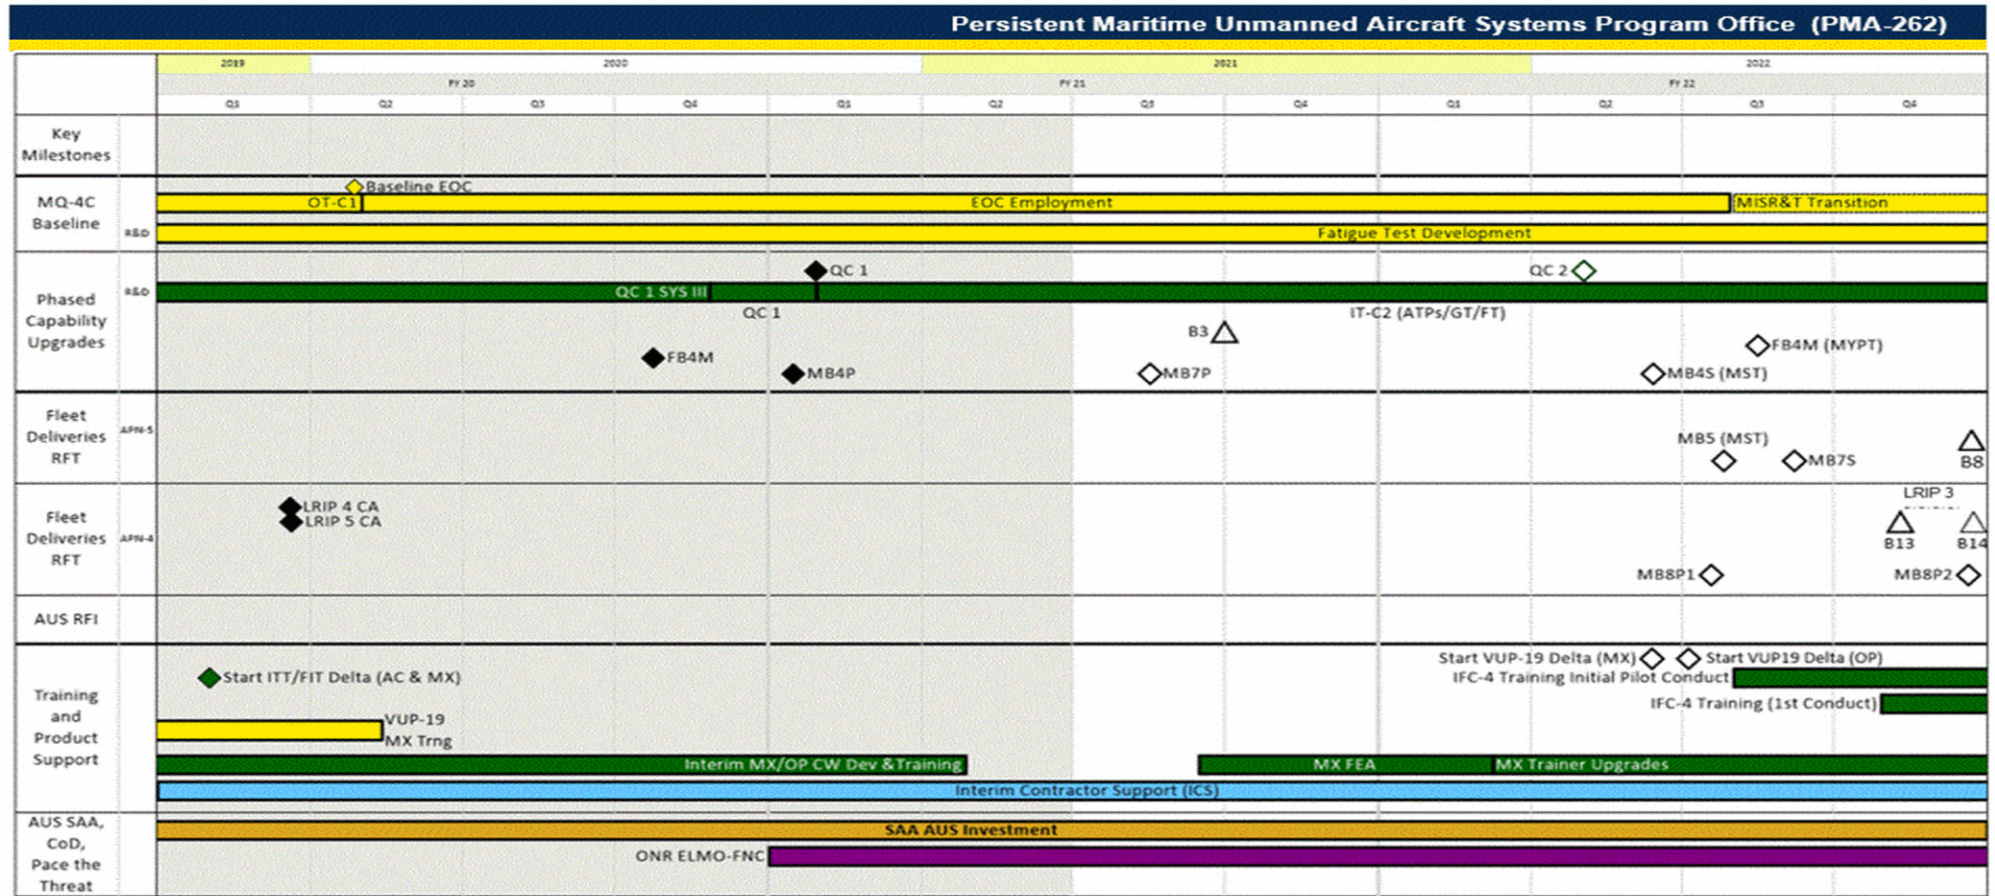 Persistent Maritime Unmanned Aircraft Systems Program Office (PMA-262)
2019 2020 2021 2022
FY 20 FY 21 FY 22
Q1 Q2 Q3 Q4 Q1 Q2 Q3 Q4 Q1 Q2 Q3 Q4
Key
Milestones
MQ-4C
Baseline
R&D
Baseline EOC
OT-C1 EOC Employment MISR&T Transition
Fatigue Test Development
Phased
Capability
Upgrades
R&D
QC 1 QC 2
QC 1 SYS III
QC 1 IT-C2 (ATPs/GT/FT)
B3
FB4M FB4M (MYPT)
MB4P MB7P MB4S (MST)
Fleet
Deliveries
RFT
APN-5
MB5 (MST)
MB7S B8
Fleet
Deliveries
RFT
APN-4
LRIP 4 CA
LRIP 5 CA
LRIP 3
B13 B14
MB8P1 MB8P2
AUS RFI
Training
and
Product
Support
Start VUP-19 Delta (MX) Start VUP19 Delta (OP)
Start ITT/FIT Delta (AC & MX) IFC-4 Training Initial Pilot Conduct
IFC-4 Training (1st Conduct)
VUP-19
MX Trng
Interim MX/OP CW Dev &Training MX FEA MX Trainer Upgrades
Interim Contractor Support (ICS)
AUS SAA,
CoD,
Pace the
Threat
SAA AUS Investment
ONR ELMO-FNC